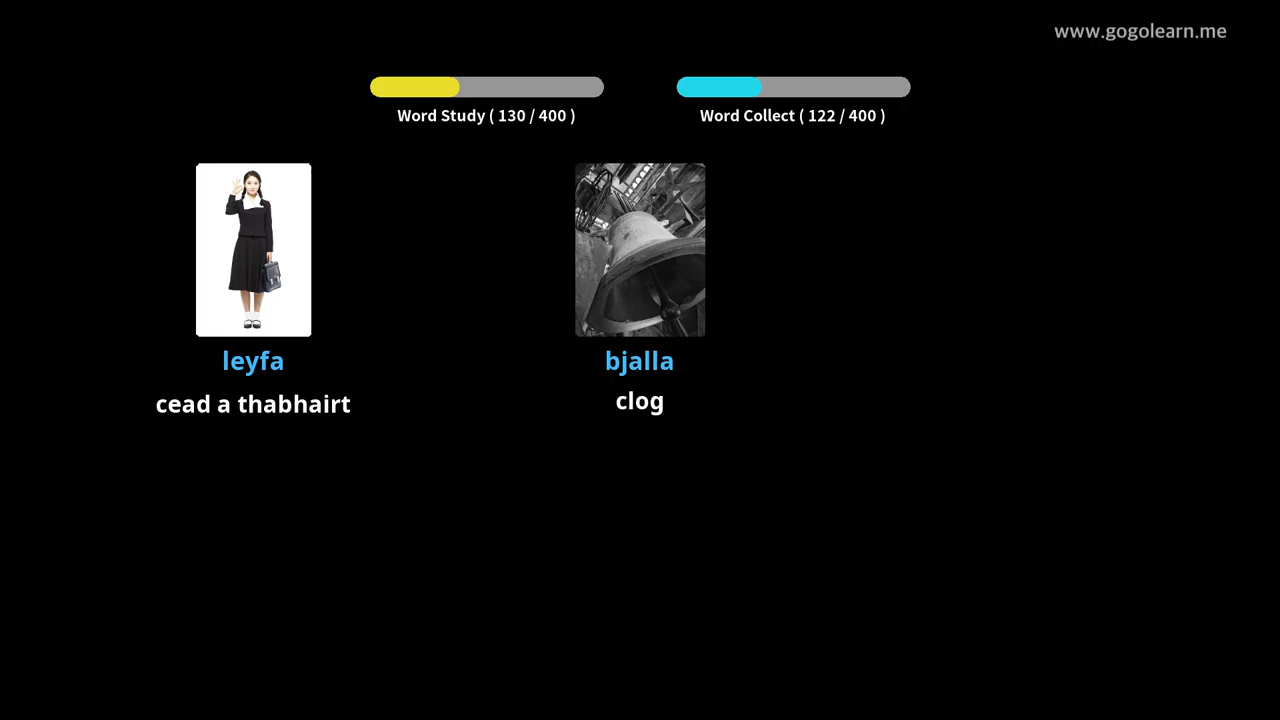 www.gogolearn.me
Word Study ( 130 / 400 )
Word Collect ( 122 / 400 )
leyfa
cead a thabhairt
bjalla
clog